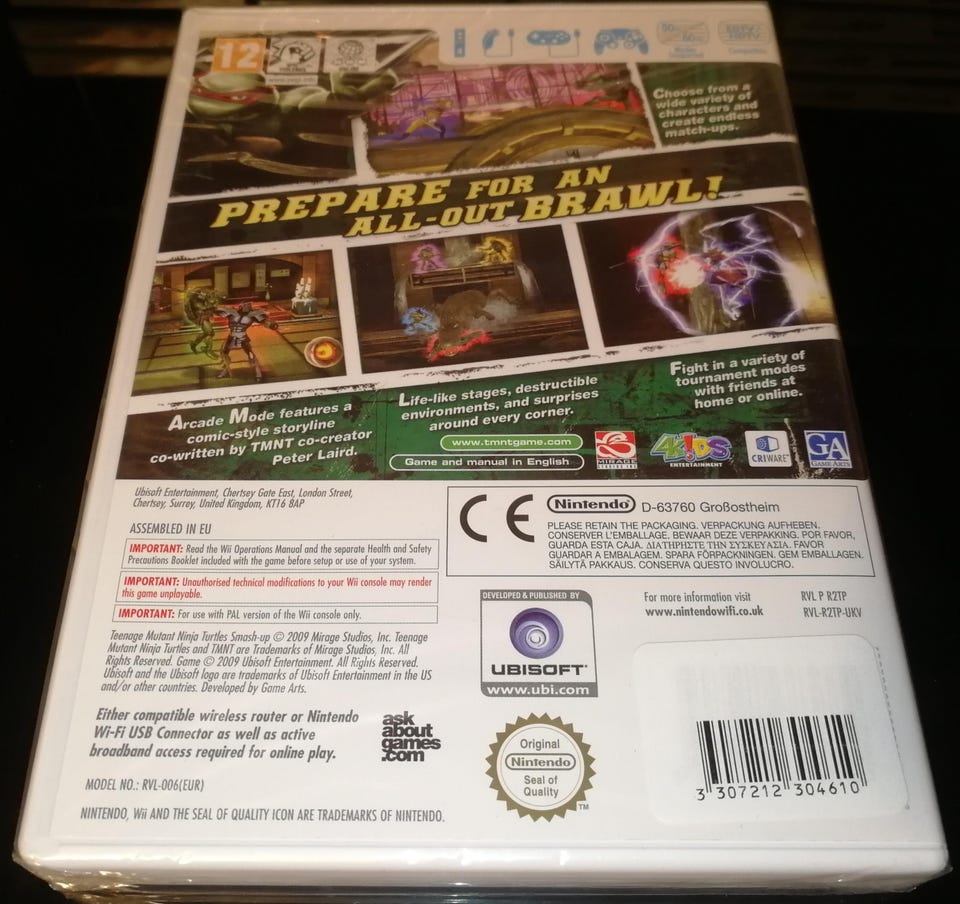 12
www.pegi.info
Choose from a
wide variety of
characters and
create endless
match-ups.
PREPARE FOR AN
ALL-OUT BRAWL!
Arcade Mode features a
comic-style storyline
co-written by TMNT co-creator
Peter Laird.
Life-like stages, destructible
environments, and surprises
around every corner.
Fight in a variety of
tournament modes
with friends at
home or online.
www.tmntgame.com
Game and manual in English
MIRAGE
STUDIOS INC
4KiDS
ENTERTAINMENT
CRIWARE
GA
GAME ARTS
Ubisoft Entertainment, Chertsey Gate East, London Street,
Chertsey, Surrey, United Kingdom, KT16 8AP
ASSEMBLED IN EU
IMPORTANT: Read the Wii Operations Manual and the separate Health and Safety
Precautions Booklet included with the game before setup or use of your system.
IMPORTANT: Unauthorised technical modifications to your Wii console may render
this game unplayable.
IMPORTANT: For use with PAL version of the Wii console only.
Teenage Mutant Ninja Turtles Smash-up © 2009 Mirage Studios, Inc. Teenage
Mutant Ninja Turtles and TMNT are Trademarks of Mirage Studios, Inc. All
Rights Reserved. Game © 2009 Ubisoft Entertainment. All Rights Reserved.
Ubisoft and the Ubisoft logo are trademarks of Ubisoft Entertainment in the US
and/or other countries. Developed by Game Arts.
Either compatible wireless router or Nintendo
Wi-Fi USB Connector as well as active
broadband access required for online play.
ask
about
games
.com
MODEL NO.: RVL-006(EUR)
NINTENDO, Wii AND THE SEAL OF QUALITY ICON ARE TRADEMARKS OF NINTENDO.
CE
Nintendo D-63760 Großostheim
PLEASE RETAIN THE PACKAGING. VERPACKUNG AUFHEBEN.
CONSERVER L'EMBALLAGE. BEWAAR DEZE VERPAKKING. POR FAVOR,
GUARDA ESTA CAJA. ΔΙΑΤΗΡΗΣΤΕ ΤΗΝ ΣΥΣΚΕΥΑΣΙΑ. FAVOR
GUARDAR A EMBALAGEM. SPARA FÖRPACKNINGEN. GEM EMBALLAGEN.
SÄILYTÄ PAKKAUS. CONSERVA QUESTO INVOLUCRO.
DEVELOPED & PUBLISHED BY
UBISOFT
www.ubi.com
For more information visit
www.nintendowifi.co.uk
RVL P R2TP
RVL-R2TP-UKV
Original
Nintendo
Seal of
Quality
TM
3 307212 304610